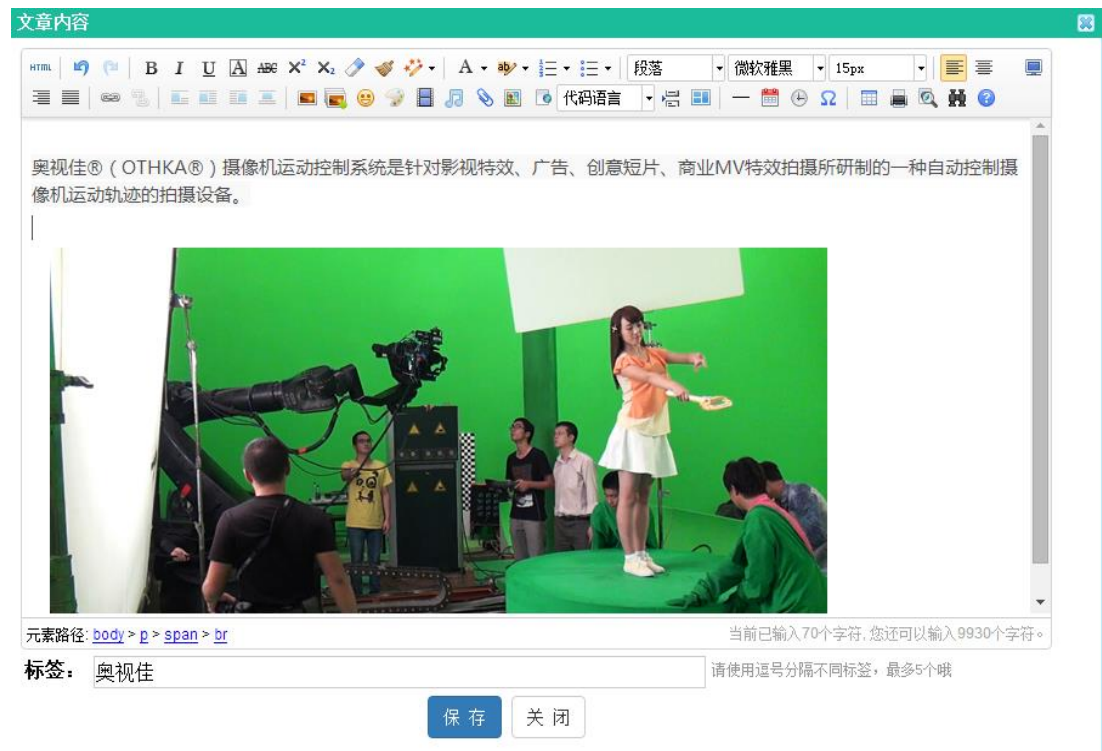 文章内容
HTML B I U A ABC X² X₂ A ab 段落 微软雅黑 15px
代码语言 Ω
奥视佳®（OTHKA®）摄像机运动控制系统是针对影视特效、广告、创意短片、商业MV特效拍摄所研制的一种自动控制摄
像机运动轨迹的拍摄设备。
元素路径: body > p > span > br 当前已输入70个字符, 您还可以输入9930个字符。
标签： 奥视佳 请使用逗号分隔不同标签，最多5个哦
保 存 关 闭